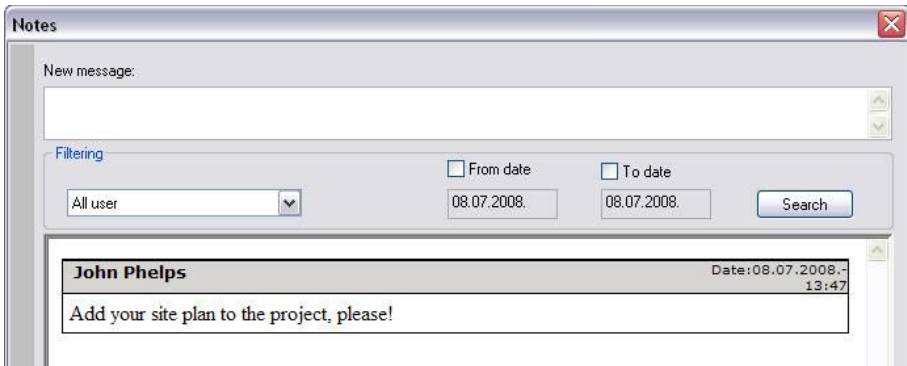 Notes
New message:
Filtering
From date
To date
All user
08.07.2008.
08.07.2008.
Search
John Phelps
Date:08.07.2008.-
13:47
Add your site plan to the project, please!